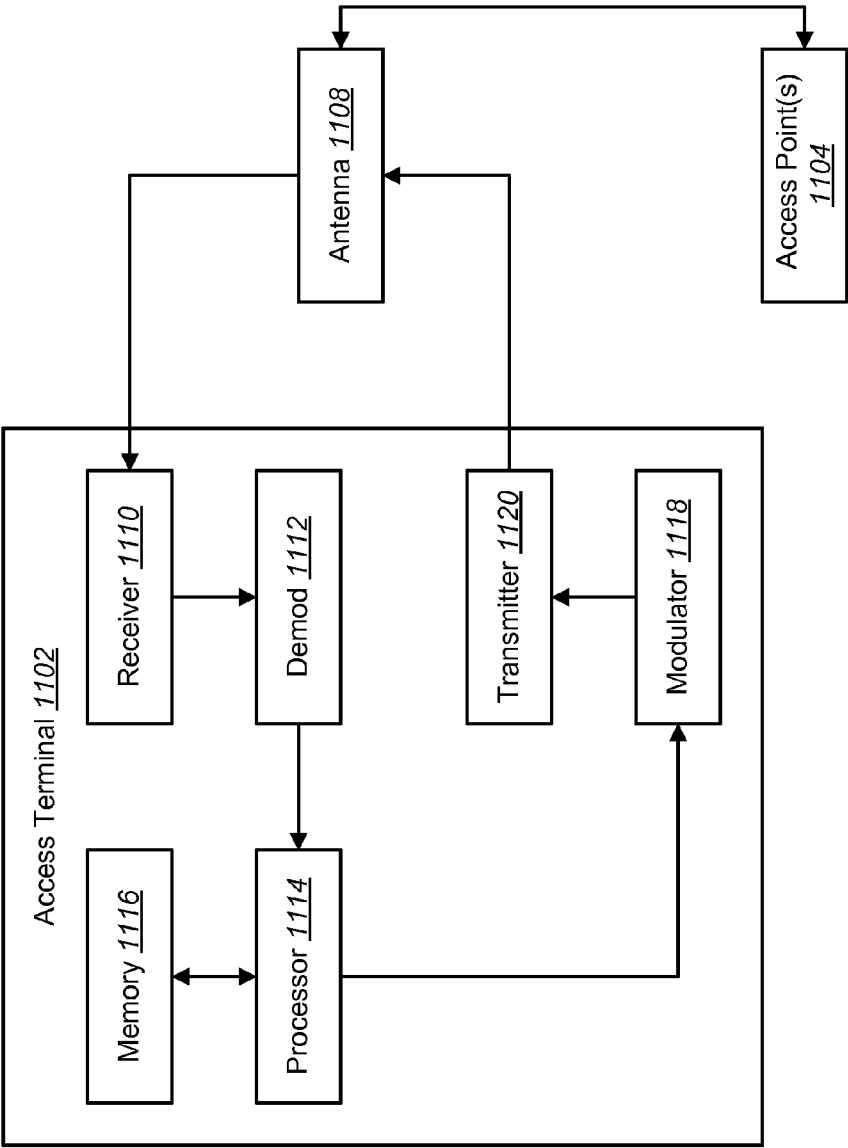 Access Terminal 1102
Memory 1116
Receiver 1110
Antenna 1108
Processor 1114
Demod 1112
Transmitter 1120
Modulator 1118
Access Point(s)
1104